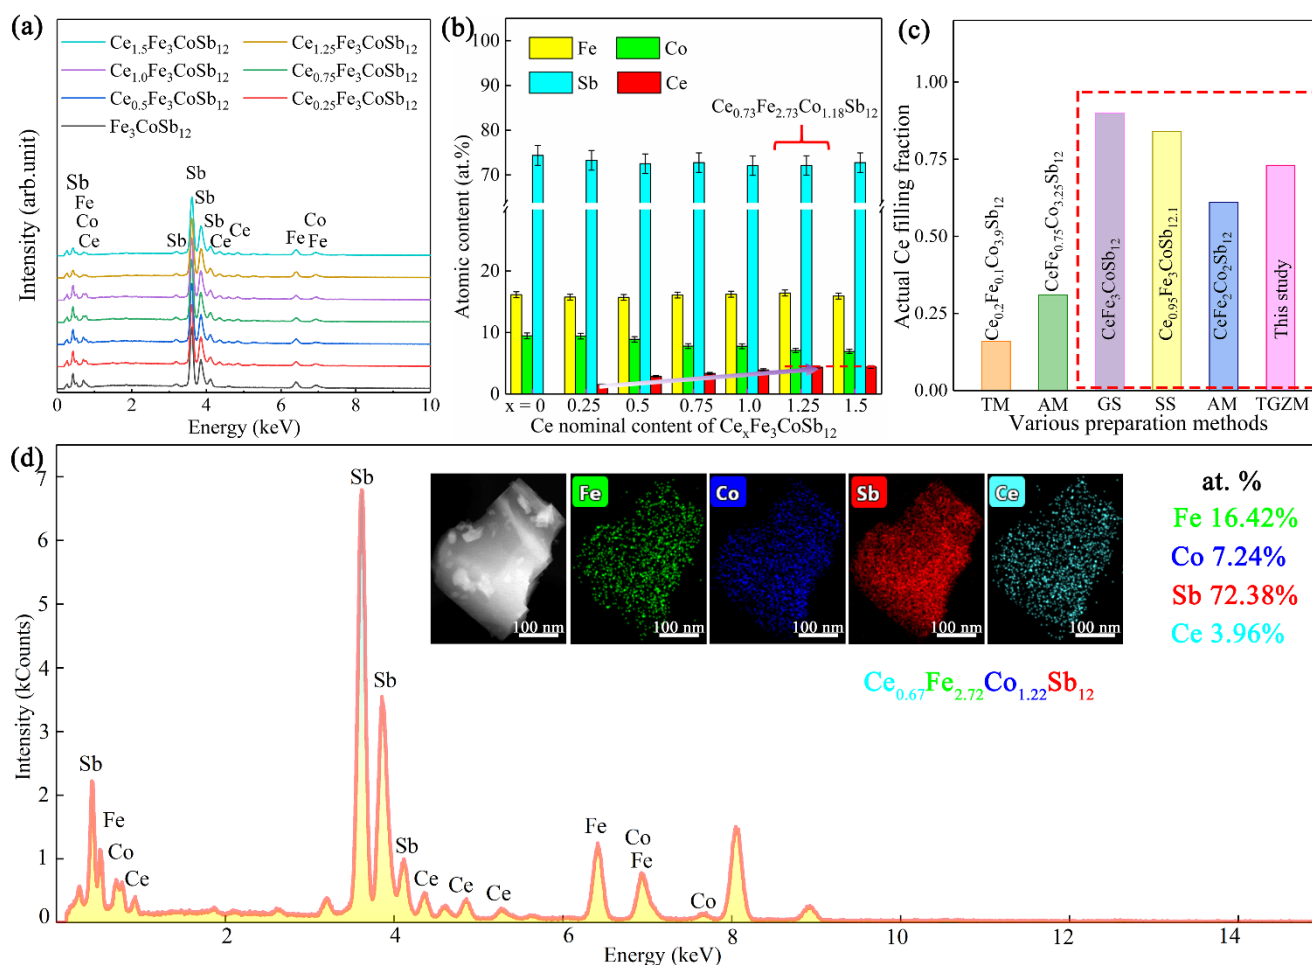 (a)
Ce1.5Fe3CoSb12
Ce1.25Fe3CoSb12
Ce1.0Fe3CoSb12
Ce0.75Fe3CoSb12
Ce0.5Fe3CoSb12
Ce0.25Fe3CoSb12
Fe3CoSb12
Sb
Fe
Co
Ce
Sb
Sb
Sb
Sb
Ce
Ce
Fe
Co
Fe
Intensity (arb.unit)
0 2 4 6 8 10
Energy (keV)
(b)
Fe
Co
Sb
Ce
Ce0.73Fe2.73Co1.18Sb12
100
90
80
70
20
10
0
Atomic content (at.%)
x = 0 0.25 0.5 0.75 1.0 1.25 1.5
Ce nominal content of CexFe3CoSb12
(c)
1.00
0.75
0.50
0.25
0.00
Actual Ce filling fraction
Ce0.2Fe0.1Co3.9Sb12
CeFe0.75Co3.25Sb12
CeFe3CoSb12
Ce0.95Fe3CoSb12.1
CeFe2Co2Sb12
This study
TM AM GS SS AM TGZM
Various preparation methods
(d)
7
6
5
4
3
2
1
0
Intensity (kCounts)
Sb
Fe
Co
Ce
Sb
Sb
Sb
Ce
Ce
Ce
Fe
Co
Fe
Co
2 4 6 8 10 12 14
Energy (keV)
Fe
Co
Sb
Ce
100 nm
100 nm
100 nm
100 nm
100 nm
Ce0.67Fe2.72Co1.22Sb12
at. %
Fe 16.42%
Co 7.24%
Sb 72.38%
Ce 3.96%